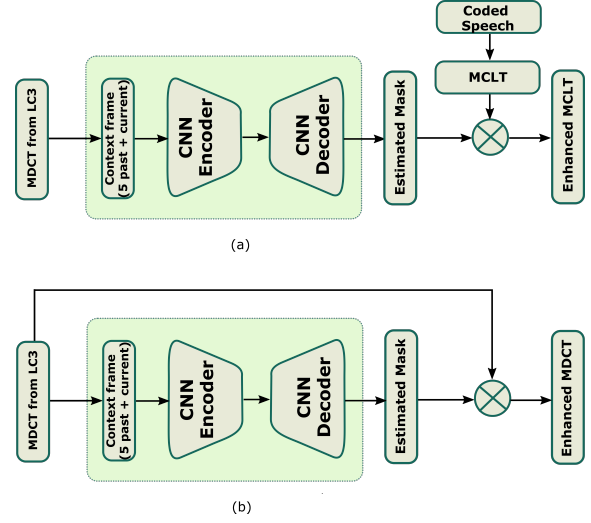 Coded
Speech
MCLT
MDCT from LC3
Context frame
(5 past + current)
CNN
Encoder
CNN
Decoder
Estimated Mask
Enhanced MCLT
(a)
MDCT from LC3
Context frame
(5 past + current)
CNN
Encoder
CNN
Decoder
Estimated Mask
Enhanced MDCT
(b)